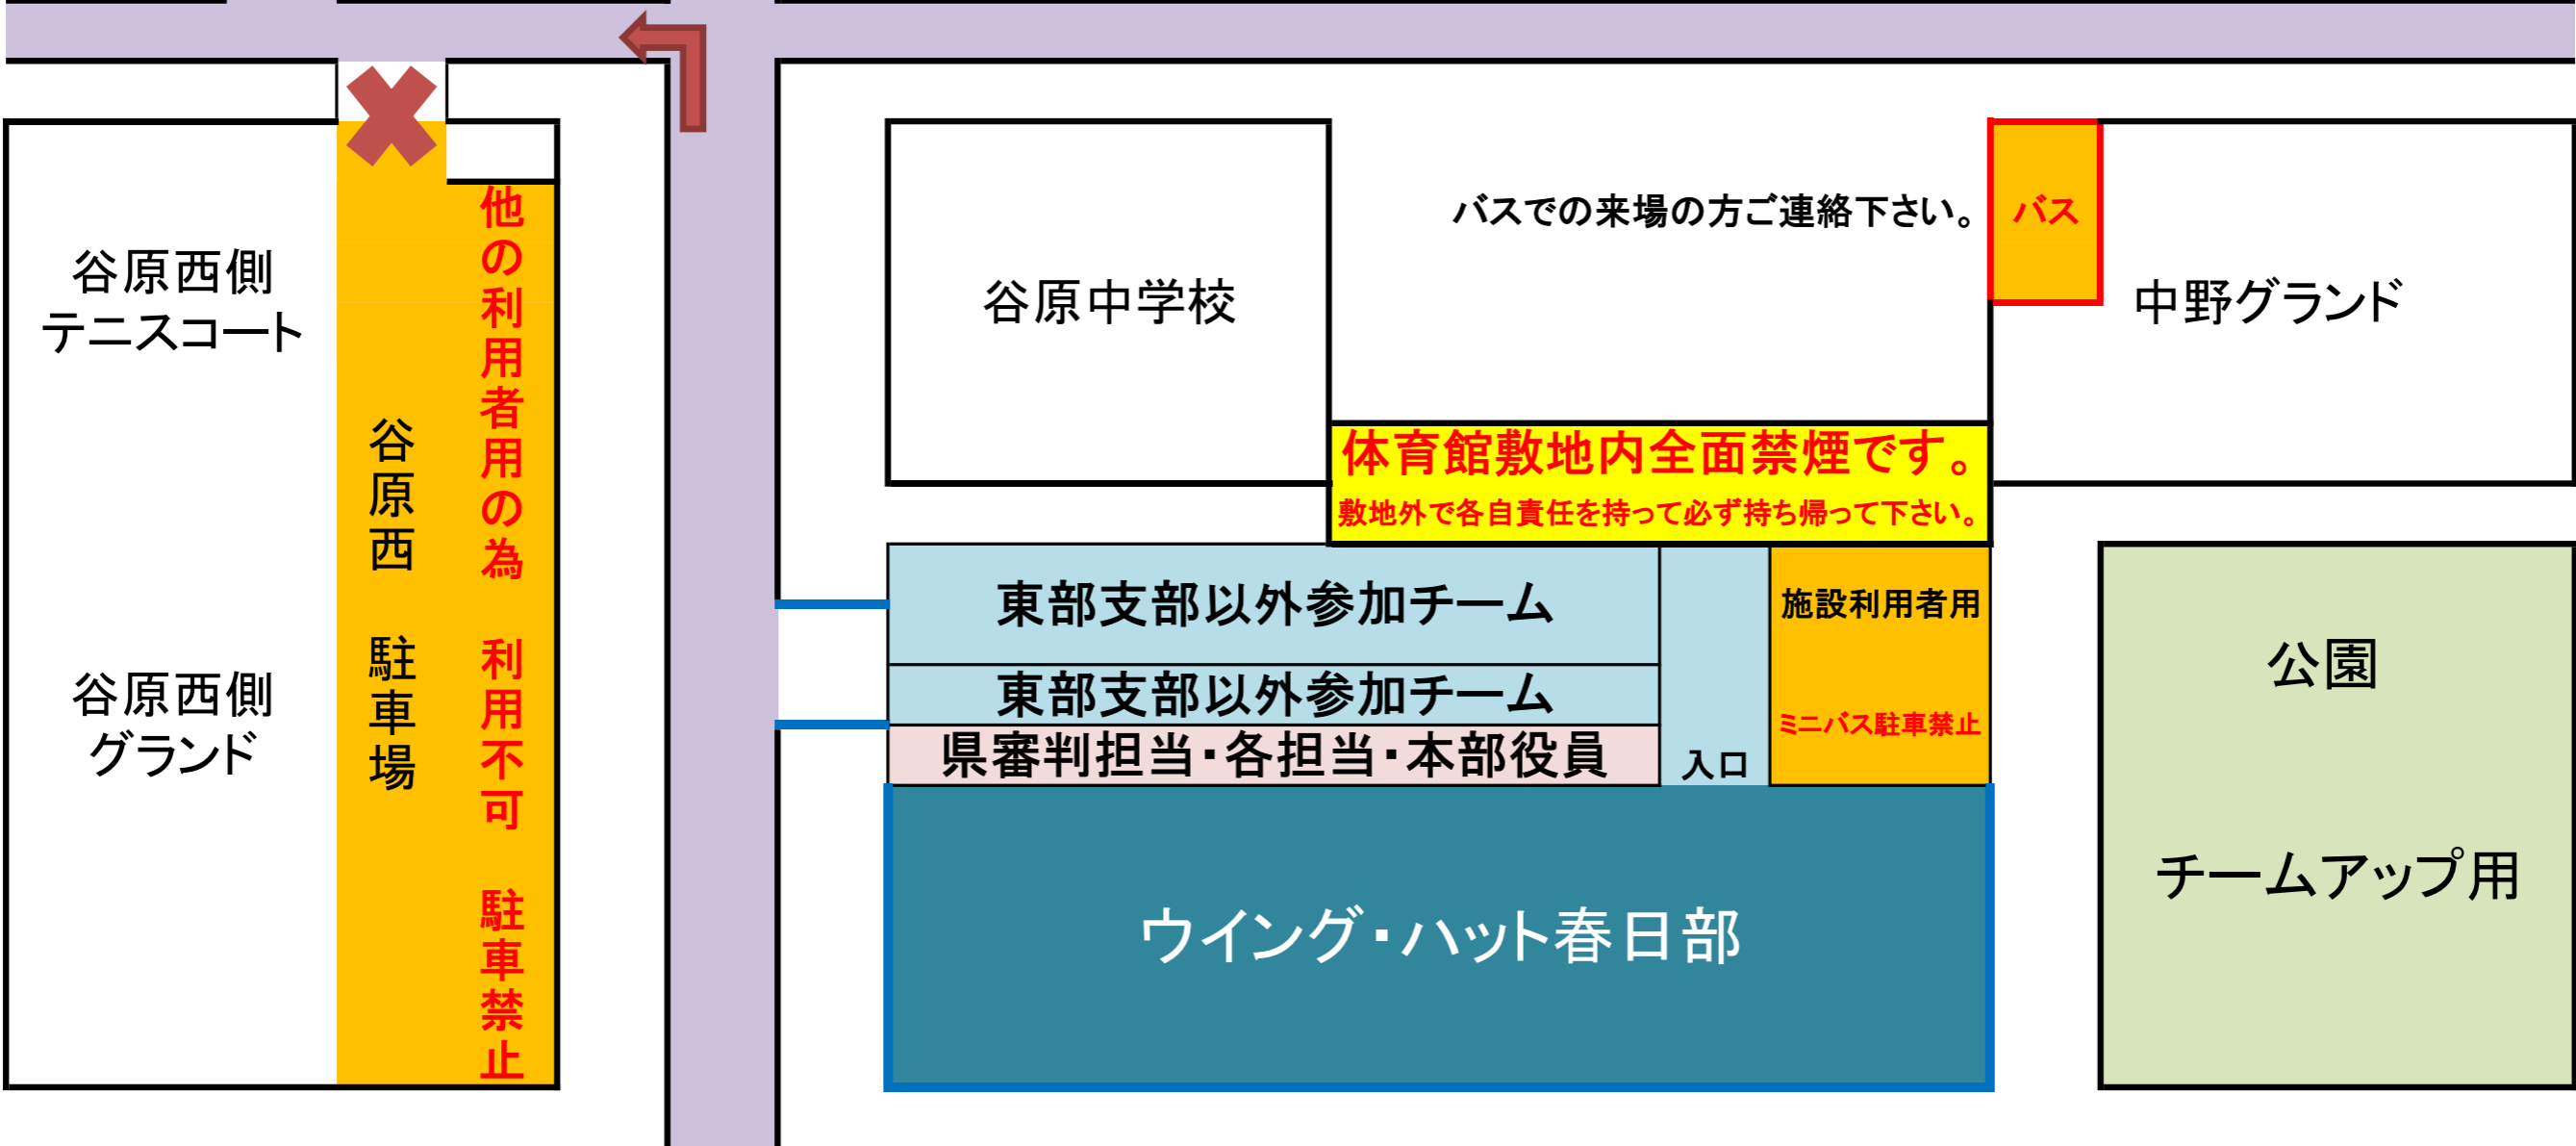 谷原西側
テニスコート
谷原西側
グランド
谷原西 駐車場
他の利用者用の為 利用不可 駐車禁止
谷原中学校
バスでの来場の方ご連絡下さい。
バス
中野グランド
体育館敷地内全面禁煙です。
敷地外で各自責任を持って必ず持ち帰って下さい。
東部支部以外参加チーム
東部支部以外参加チーム
県審判担当・各担当・本部役員
入口
施設利用者用
ミニバス駐車禁止
ウイング・ハット春日部
公園
チームアップ用